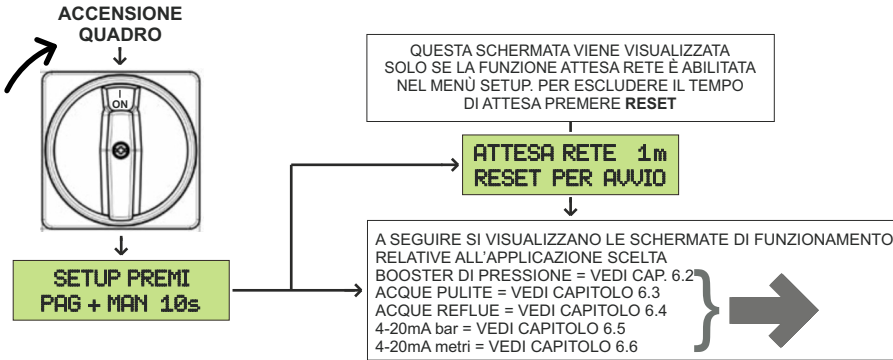 ACCENSIONE
QUADRO
I
ON
SETUP PREMI
PAG + MAN 10s
QUESTA SCHERMATA VIENE VISUALIZZATA
SOLO SE LA FUNZIONE ATTESA RETE È ABILITATA
NEL MENÙ SETUP. PER ESCLUDERE IL TEMPO
DI ATTESA PREMERE RESET
ATTESA RETE 1m
RESET PER AVVIO
A SEGUIRE SI VISUALIZZANO LE SCHERMATE DI FUNZIONAMENTO
RELATIVE ALL'APPLICAZIONE SCELTA
BOOSTER DI PRESSIONE = VEDI CAP. 6.2
ACQUE PULITE = VEDI CAPITOLO 6.3
ACQUE REFLUE = VEDI CAPITOLO 6.4
4-20mA bar = VEDI CAPITOLO 6.5
4-20mA metri = VEDI CAPITOLO 6.6